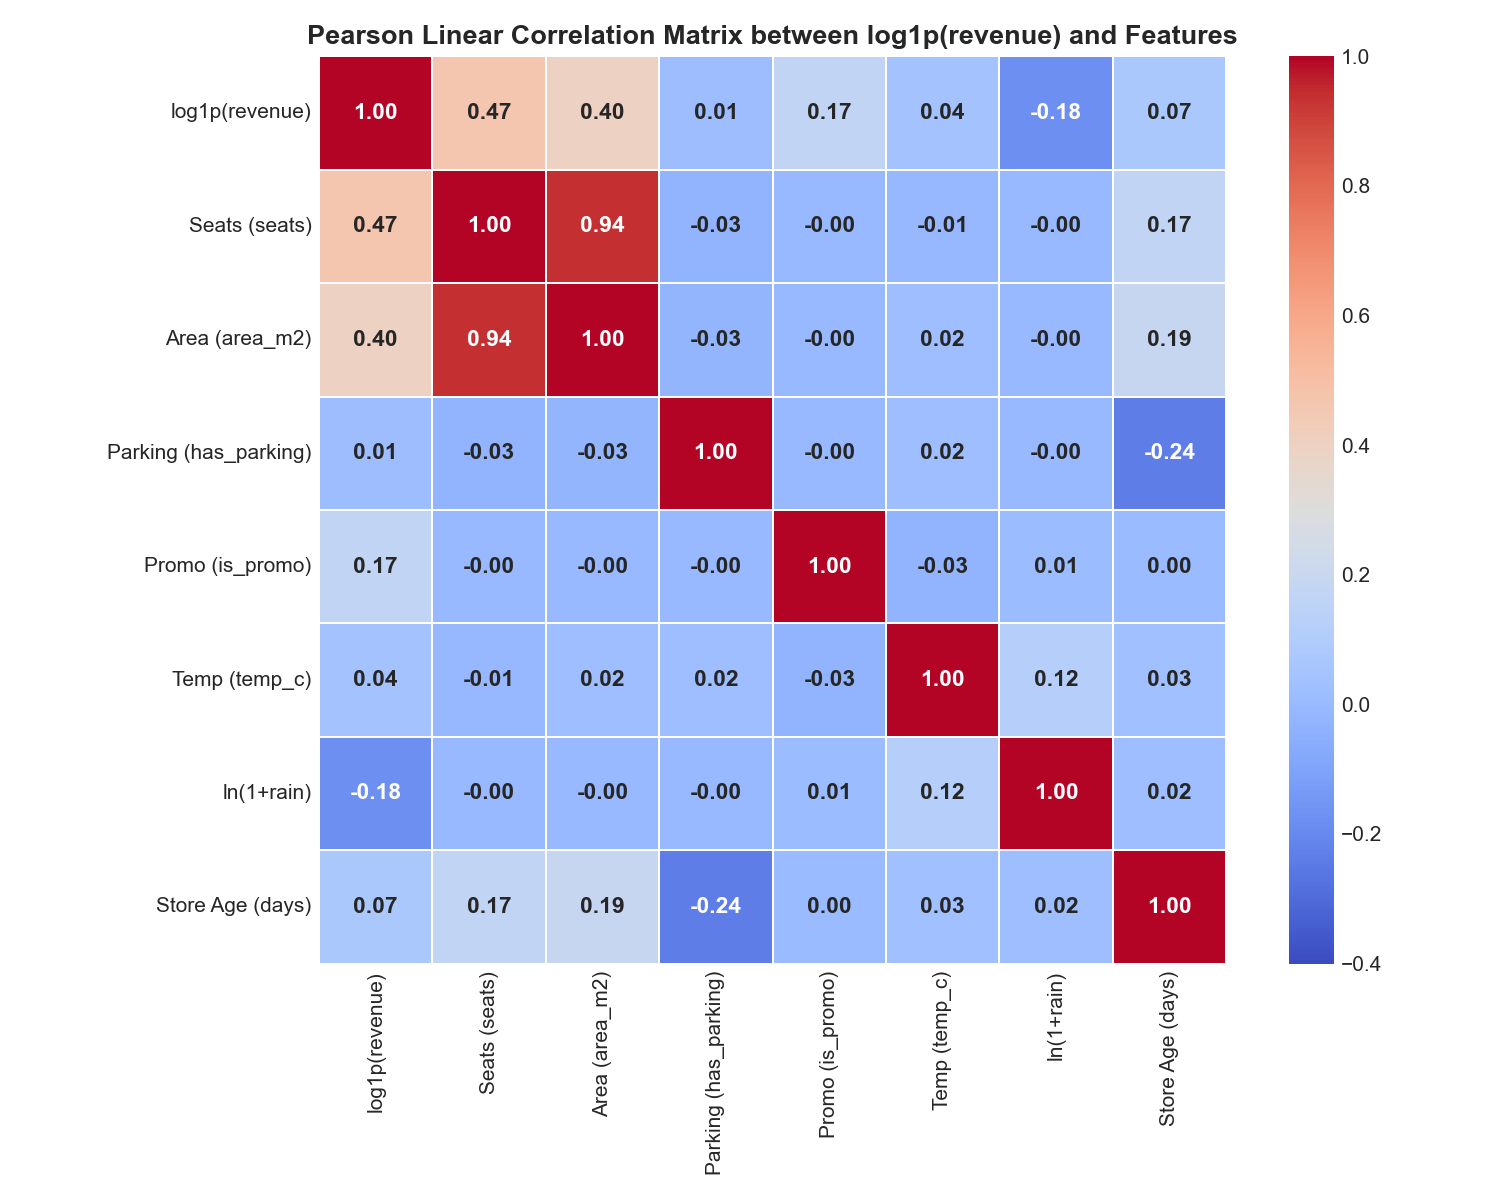 Pearson Linear Correlation Matrix between log1p(revenue) and Features
log1p(revenue) 1.00 0.47 0.40 0.01 0.17 0.04 -0.18 0.07
Seats (seats) 0.47 1.00 0.94 -0.03 -0.00 -0.01 -0.00 0.17
Area (area_m2) 0.40 0.94 1.00 -0.03 -0.00 0.02 -0.00 0.19
Parking (has_parking) 0.01 -0.03 -0.03 1.00 -0.00 0.02 -0.00 -0.24
Promo (is_promo) 0.17 -0.00 -0.00 -0.00 1.00 -0.03 0.01 0.00
Temp (temp_c) 0.04 -0.01 0.02 0.02 -0.03 1.00 0.12 0.03
ln(1+rain) -0.18 -0.00 -0.00 -0.00 0.01 0.12 1.00 0.02
Store Age (days) 0.07 0.17 0.19 -0.24 0.00 0.03 0.02 1.00
log1p(revenue)
Seats (seats)
Area (area_m2)
Parking (has_parking)
Promo (is_promo)
Temp (temp_c)
ln(1+rain)
Store Age (days)
1.0
0.8
0.6
0.4
0.2
0.0
−0.2
−0.4